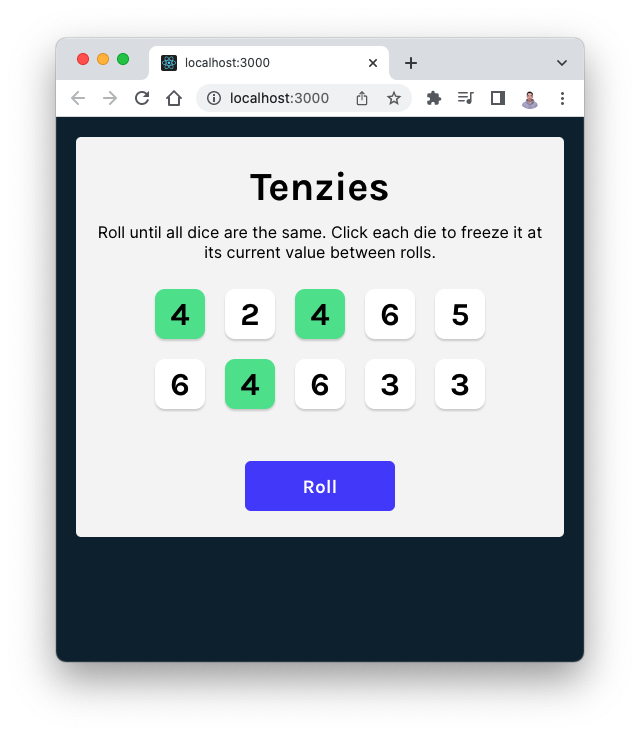 localhost:3000
localhost:3000
Tenzies
Roll until all dice are the same. Click each die to freeze it at
its current value between rolls.
4 2 4 6 5
6 4 6 3 3
Roll